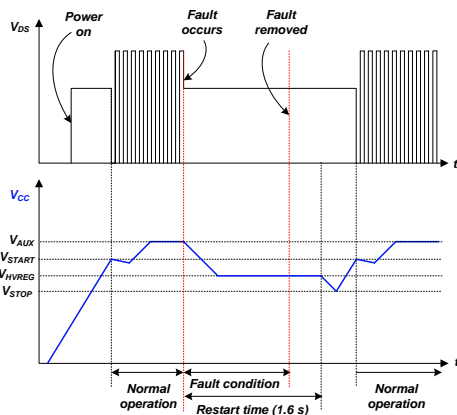 Power
on
Fault
occurs
Fault
removed
VDS
t
VCC
VAUX
VSTART
VHVREG
VSTOP
t
Normal
operation
Fault condition
Restart time (1.6 s)
Normal
operation